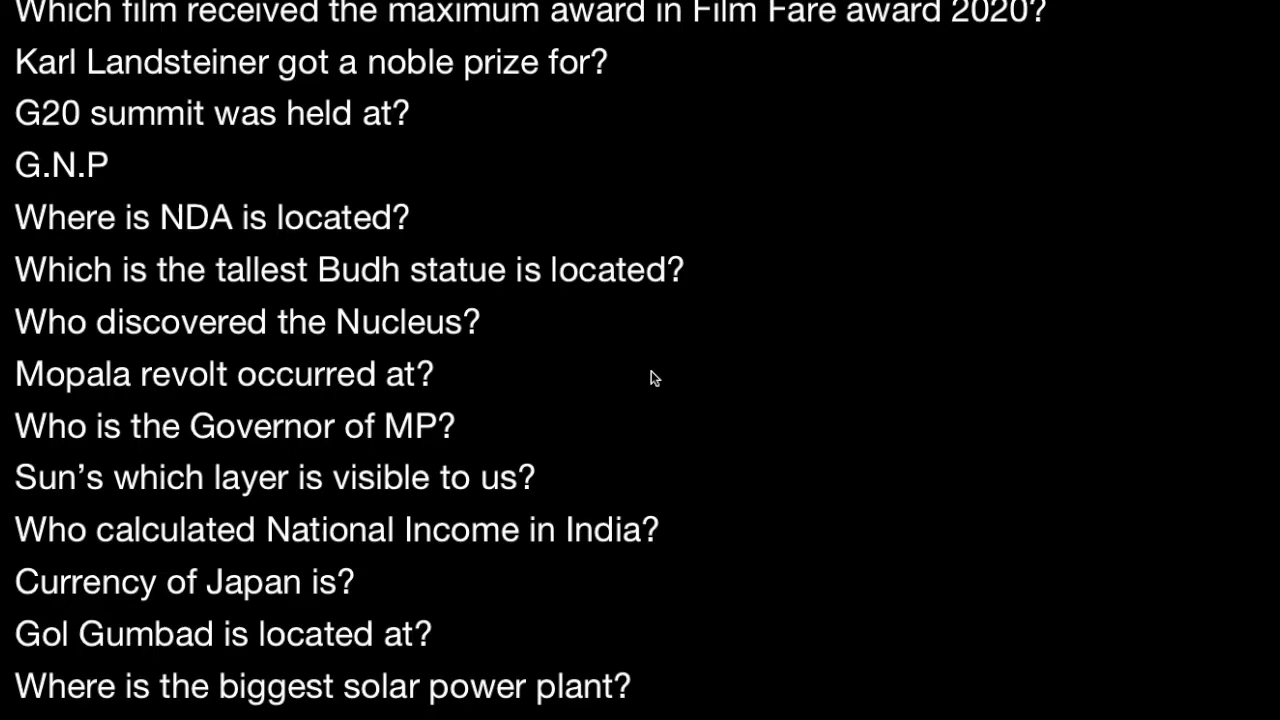 Which film received the maximum award in Film Fare award 2020?
Karl Landsteiner got a noble prize for?
G20 summit was held at?
G.N.P
Where is NDA is located?
Which is the tallest Budh statue is located?
Who discovered the Nucleus?
Mopala revolt occurred at?
Who is the Governor of MP?
Sun’s which layer is visible to us?
Who calculated National Income in India?
Currency of Japan is?
Gol Gumbad is located at?
Where is the biggest solar power plant?